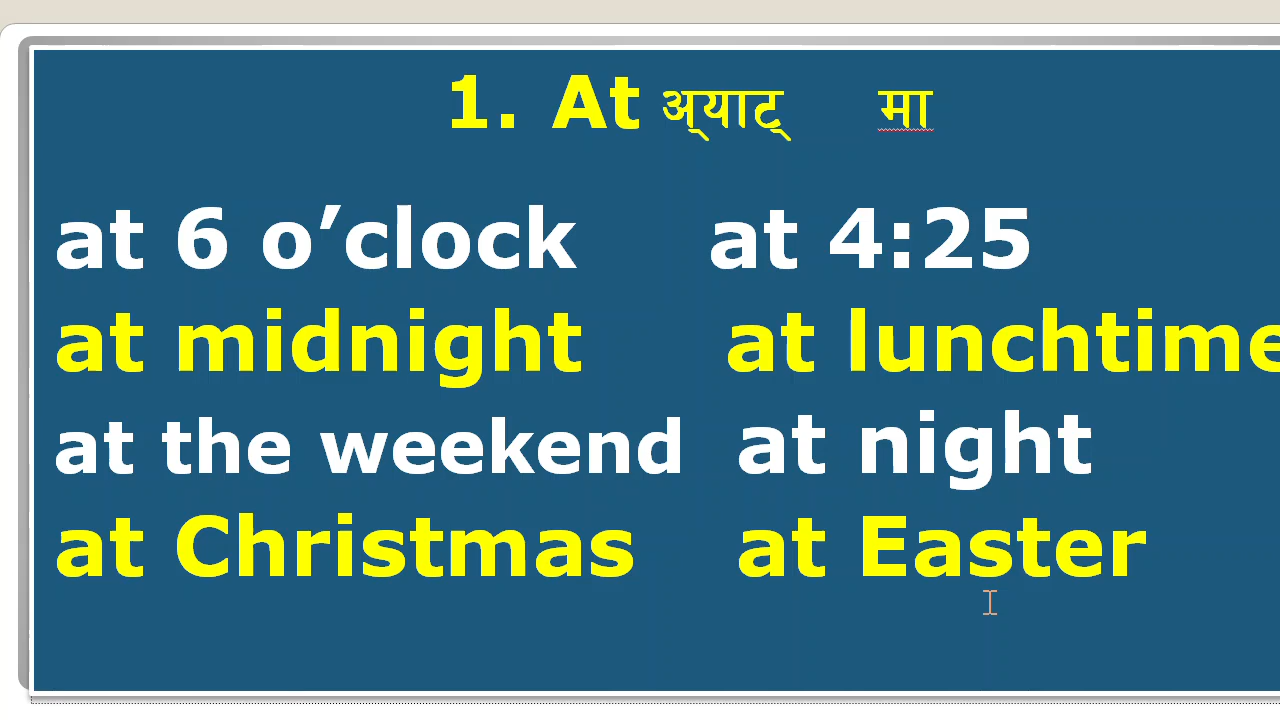 1. At अ‍्याट् मा
at 6 o’clock at 4:25
at midnight at lunchtime
at the weekend at night
at Christmas at Easter